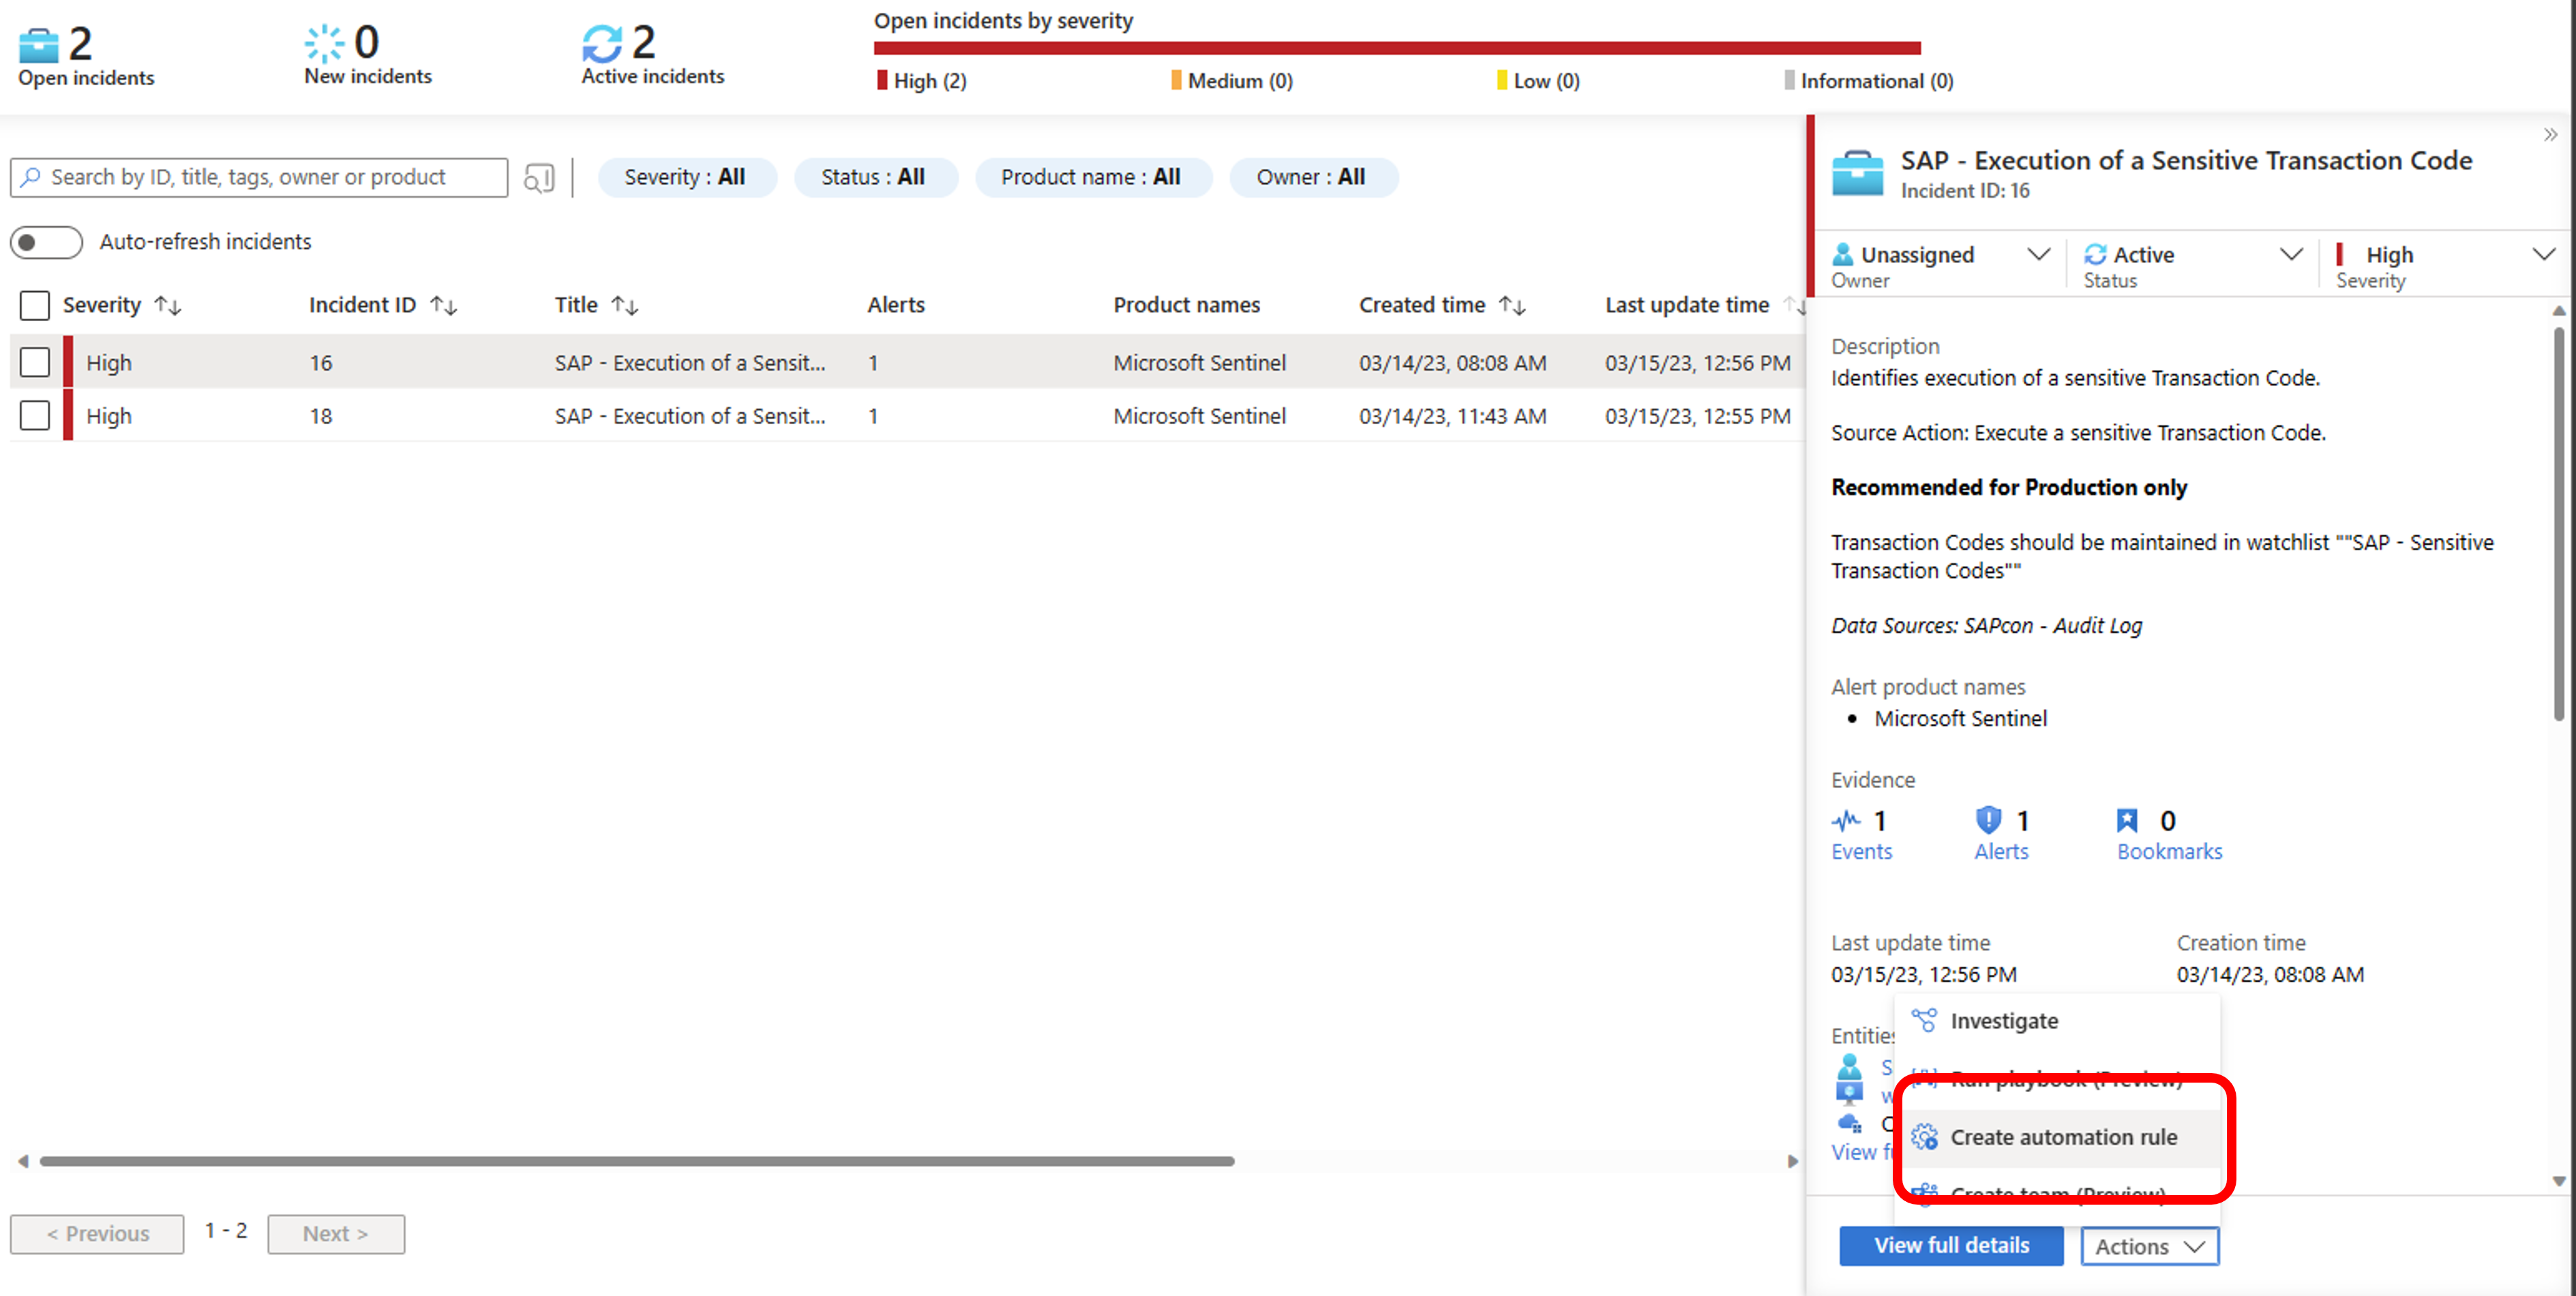 2
Open incidents
0
New incidents
2
Active incidents
Open incidents by severity
High (2)
Medium (0)
Low (0)
Informational (0)
Search by ID, title, tags, owner or product
Severity : All
Status : All
Product name : All
Owner : All
Auto-refresh incidents
Severity ↑↓ Incident ID ↑↓ Title ↑↓ Alerts Product names Created time ↑↓ Last update time ↑↓
High 16 SAP - Execution of a Sensit... 1 Microsoft Sentinel 03/14/23, 08:08 AM 03/15/23, 12:56 PM
High 18 SAP - Execution of a Sensit... 1 Microsoft Sentinel 03/14/23, 11:43 AM 03/15/23, 12:55 PM
< Previous 1 - 2 Next >
»
SAP - Execution of a Sensitive Transaction Code
Incident ID: 16
Unassigned
Owner
Active
Status
High
Severity
Description
Identifies execution of a sensitive Transaction Code.
Source Action: Execute a sensitive Transaction Code.
Recommended for Production only
Transaction Codes should be maintained in watchlist ""SAP - Sensitive
Transaction Codes""
Data Sources: SAPcon - Audit Log
Alert product names
• Microsoft Sentinel
Evidence
1
Events
1
Alerts
0
Bookmarks
Last update time
03/15/23, 12:56 PM
Creation time
03/14/23, 08:08 AM
Entities
View
Investigate
Run playbook (Preview)
Create automation rule
Create team (Preview)
View full details
Actions